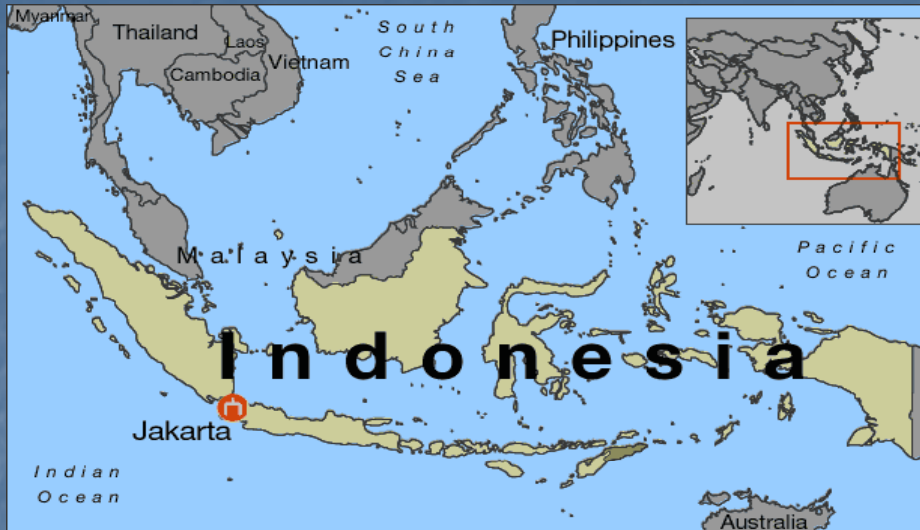 Myanmar
Thailand
Laos
Cambodia
Vietnam
South
China
Sea
Philippines
Malaysia
Pacific
Ocean
Indonesia
Jakarta
Indian
Ocean
Australia